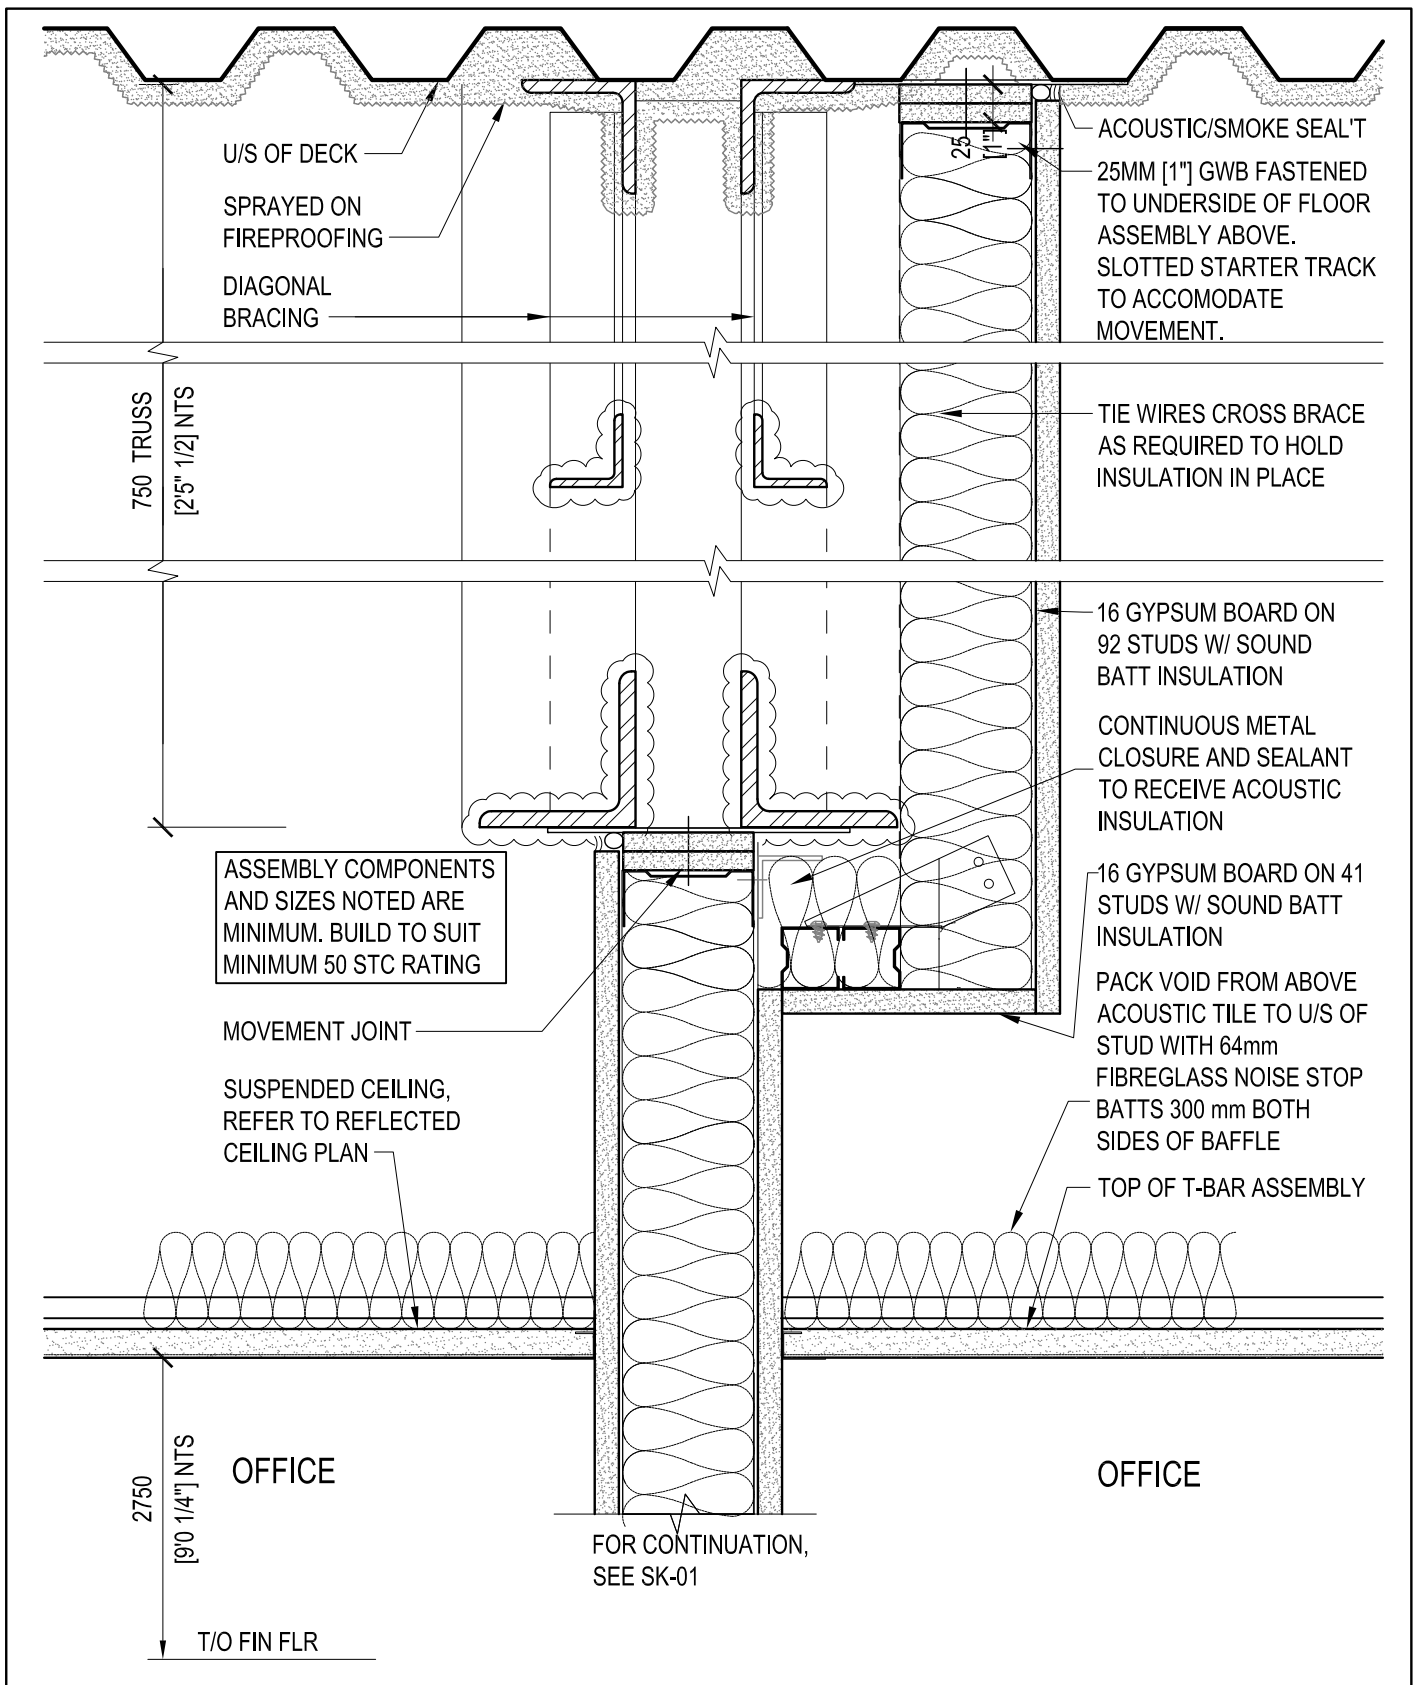 U/S OF DECK
SPRAYED ON
FIREPROOFING
DIAGONAL
BRACING
750 TRUSS
[2'5" 1/2] NTS
ASSEMBLY COMPONENTS
AND SIZES NOTED ARE
MINIMUM. BUILD TO SUIT
MINIMUM 50 STC RATING
MOVEMENT JOINT
SUSPENDED CEILING,
REFER TO REFLECTED
CEILING PLAN
25
[1"]
ACOUSTIC/SMOKE SEAL'T
25MM [1"] GWB FASTENED
TO UNDERSIDE OF FLOOR
ASSEMBLY ABOVE.
SLOTTED STARTER TRACK
TO ACCOMODATE
MOVEMENT.
TIE WIRES CROSS BRACE
AS REQUIRED TO HOLD
INSULATION IN PLACE
16 GYPSUM BOARD ON
92 STUDS W/ SOUND
BATT INSULATION
CONTINUOUS METAL
CLOSURE AND SEALANT
TO RECEIVE ACOUSTIC
INSULATION
16 GYPSUM BOARD ON 41
STUDS W/ SOUND BATT
INSULATION
PACK VOID FROM ABOVE
ACOUSTIC TILE TO U/S OF
STUD WITH 64mm
FIBREGLASS NOISE STOP
BATTS 300 mm BOTH
SIDES OF BAFFLE
TOP OF T-BAR ASSEMBLY
2750
[9'0 1/4"] NTS
OFFICE
OFFICE
FOR CONTINUATION,
SEE SK-01
T/O FIN FLR